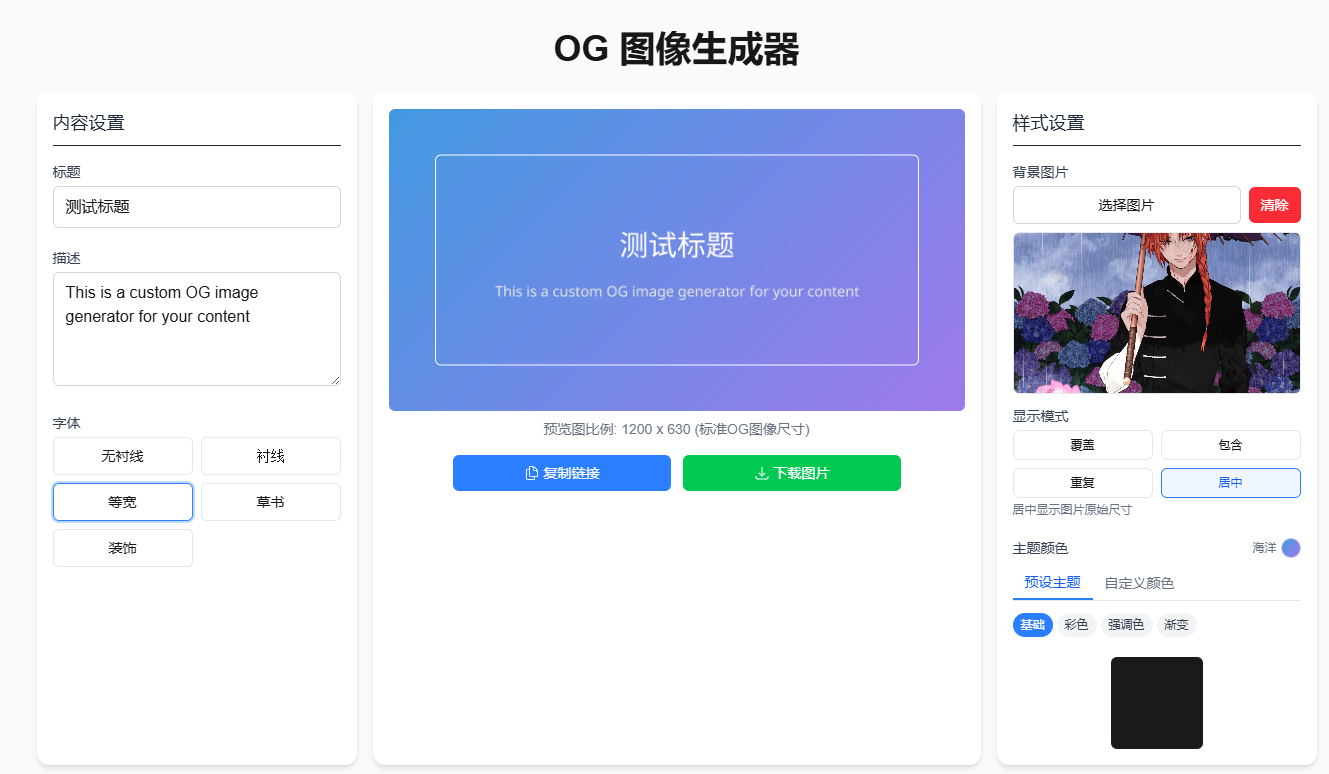 OG 图像生成器
内容设置
标题
测试标题
描述
This is a custom OG image
generator for your content
字体
无衬线
衬线
等宽
草书
装饰
测试标题
This is a custom OG image generator for your content
预览图比例: 1200 x 630 (标准OG图像尺寸)
复制链接
下载图片
样式设置
背景图片
选择图片
清除
显示模式
覆盖
包含
重复
居中
居中显示图片原始尺寸
主题颜色
海洋
预设主题
自定义颜色
基础
彩色
强调色
渐变